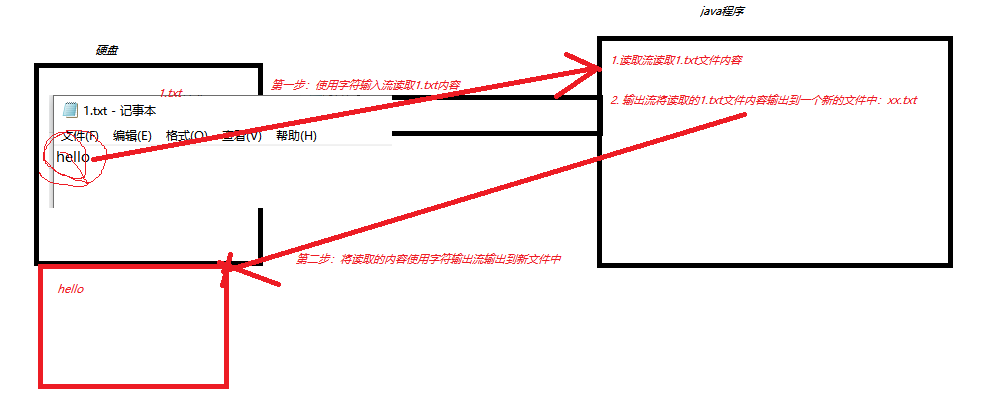 java程序
硬盘
1.读取流读取1.txt文件内容
第一步：使用字符输入流读取1.txt内容
1.txt
2. 输出流将读取的1.txt文件内容输出到一个新的文件中：xx.txt
1.txt - 记事本
文件(F) 编辑(E) 格式(O) 查看(V) 帮助(H)
hello
第二步：将读取的内容使用字符输出流输出到新文件中
hello